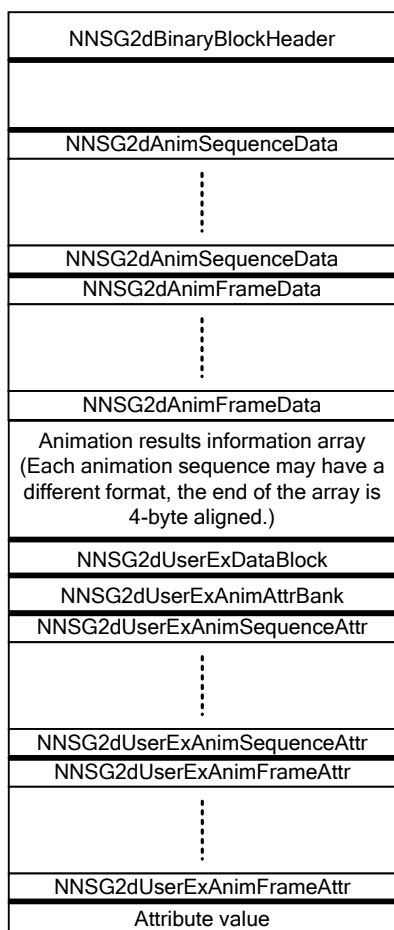 NNSG2dBinaryBlockHeader
NNSG2dAnimSequenceData
NNSG2dAnimSequenceData
NNSG2dAnimFrameData
NNSG2dAnimFrameData
Animation results information array
(Each animation sequence may have a
different format, the end of the array is
4-byte aligned.)
NNSG2dUserExDataBlock
NNSG2dUserExAnimAttrBank
NNSG2dUserExAnimSequenceAttr
NNSG2dUserExAnimSequenceAttr
NNSG2dUserExAnimFrameAttr
NNSG2dUserExAnimFrameAttr
Attribute value